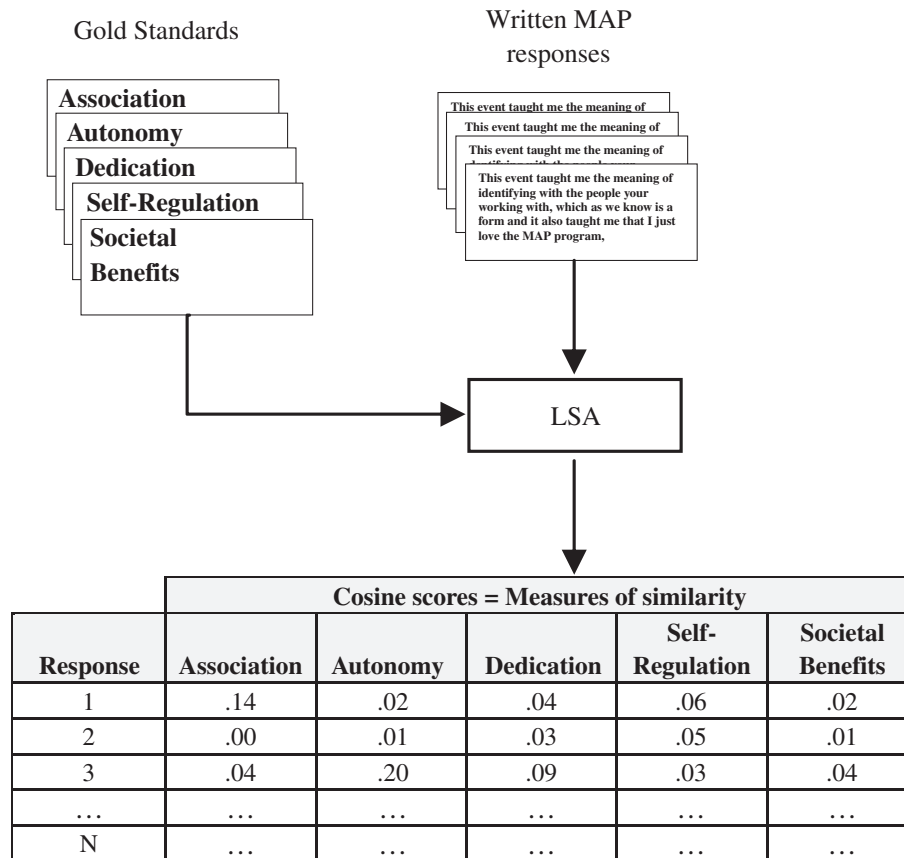 Gold Standards
Association
Autonomy
Dedication
Self-Regulation
Societal
Benefits
Written MAP
responses
This event taught me the meaning of
This event taught me the meaning of
This event taught me the meaning of
This event taught me the meaning of
identifying with the people your
working with, which as we know is a
form and it also taught me that I just
love the MAP program,
LSA
Cosine scores = Measures of similarity
Response Association Autonomy Dedication Self-Regulation Societal Benefits
1 .14 .02 .04 .06 .02
2 .00 .01 .03 .05 .01
3 .04 .20 .09 .03 .04
… … … … … …
N … … … … …